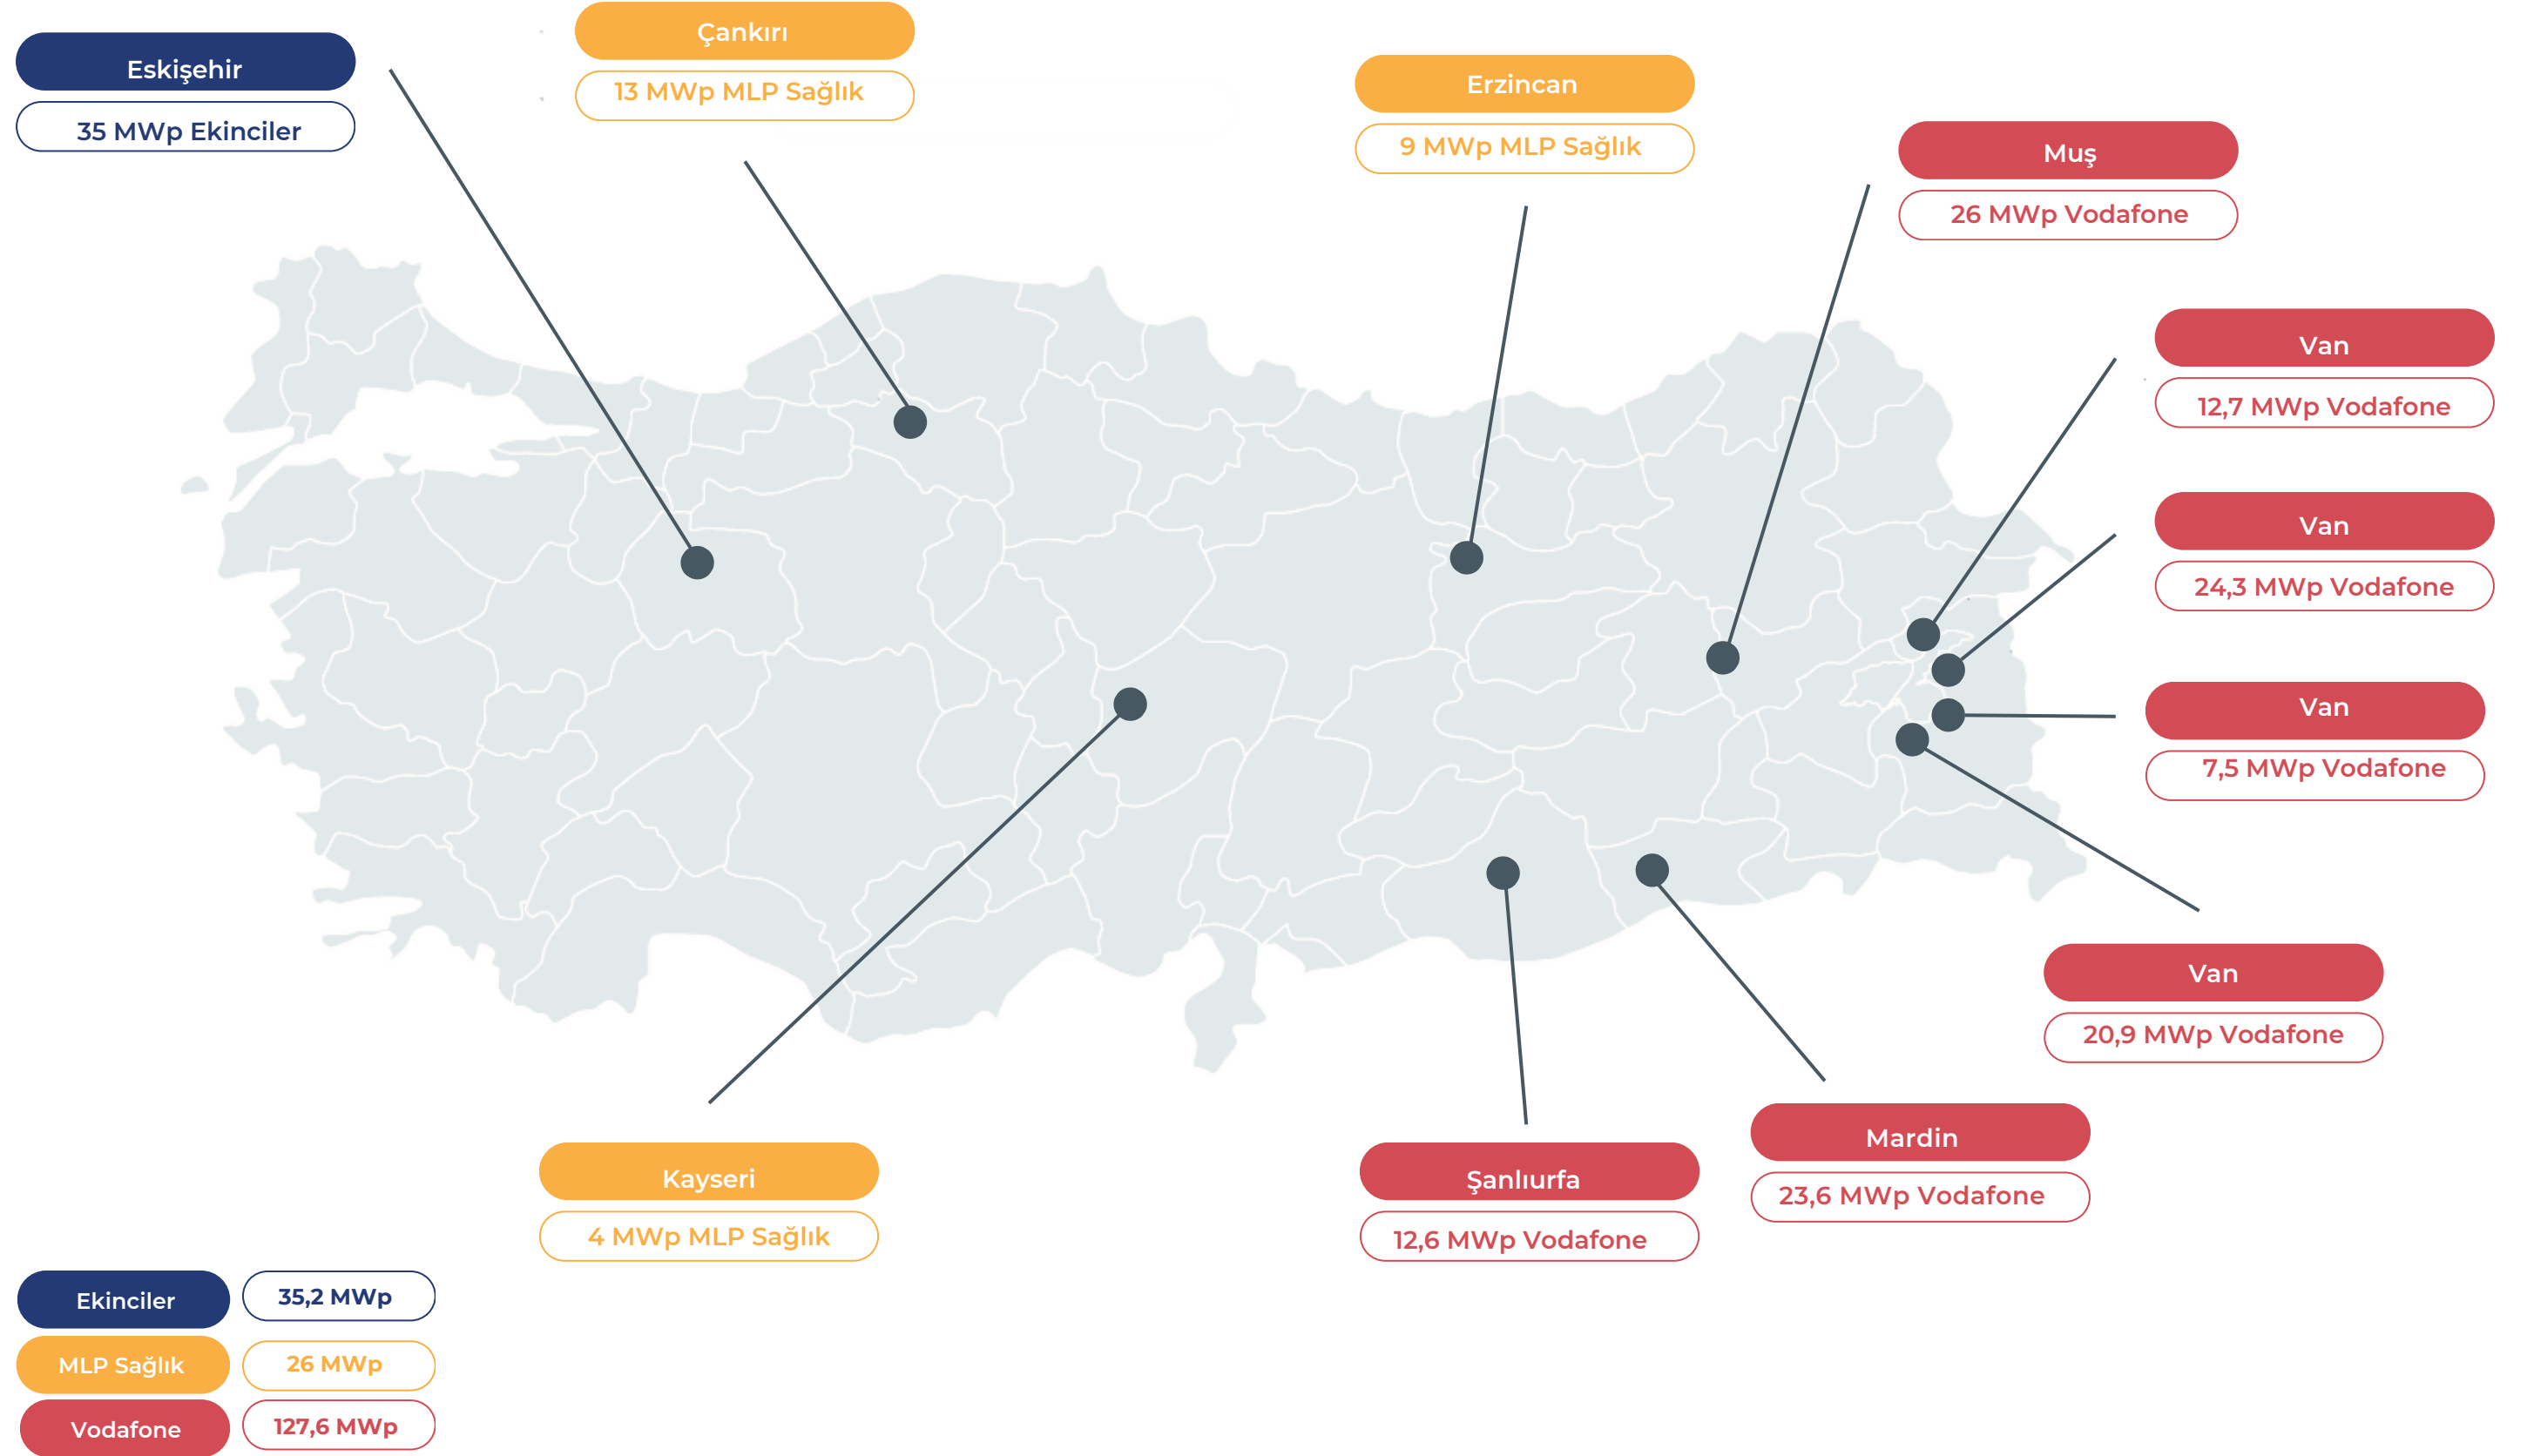 Eskişehir
35 MWp Ekinciler
Çankırı
13 MWp MLP Sağlık
Erzincan
9 MWp MLP Sağlık
Muş
26 MWp Vodafone
Van
12,7 MWp Vodafone
Van
24,3 MWp Vodafone
Van
7,5 MWp Vodafone
Van
20,9 MWp Vodafone
Mardin
23,6 MWp Vodafone
Şanlıurfa
12,6 MWp Vodafone
Kayseri
4 MWp MLP Sağlık
Ekinciler
35,2 MWp
MLP Sağlık
26 MWp
Vodafone
127,6 MWp